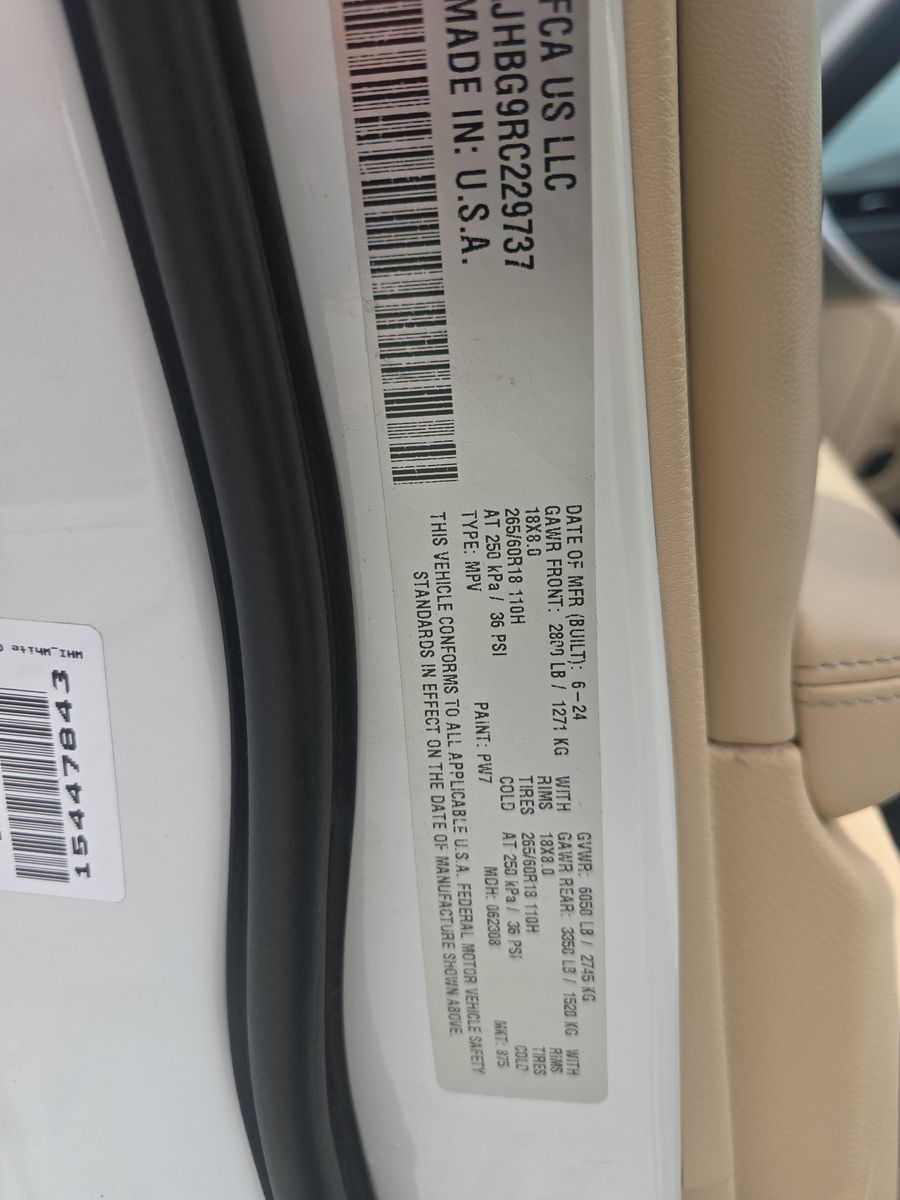 FCA US LLC
JHBG9RC229737
MADE IN: U.S.A.
DATE OF MFR (BUILT): 6-24
GVWR: 6050 LB / 2745 KG
GAWR FRONT: 2800 LB / 1271 KG WITH
GAWR REAR: 3350 LB / 1520 KG WITH
18X8.0 RIMS
18X8.0 RIMS
265/60R18 110H TIRES
265/60R18 110H TIRES
AT 250 kPa / 36 PSI COLD
AT 250 kPa / 36 PSI COLD
TYPE: MPV PAINT: PW7 MDH: 062308 MKT: 875
THIS VEHICLE CONFORMS TO ALL APPLICABLE U.S.A. FEDERAL MOTOR VEHICLE SAFETY
STANDARDS IN EFFECT ON THE DATE OF MANUFACTURE SHOWN ABOVE.
WHI_White
15447843